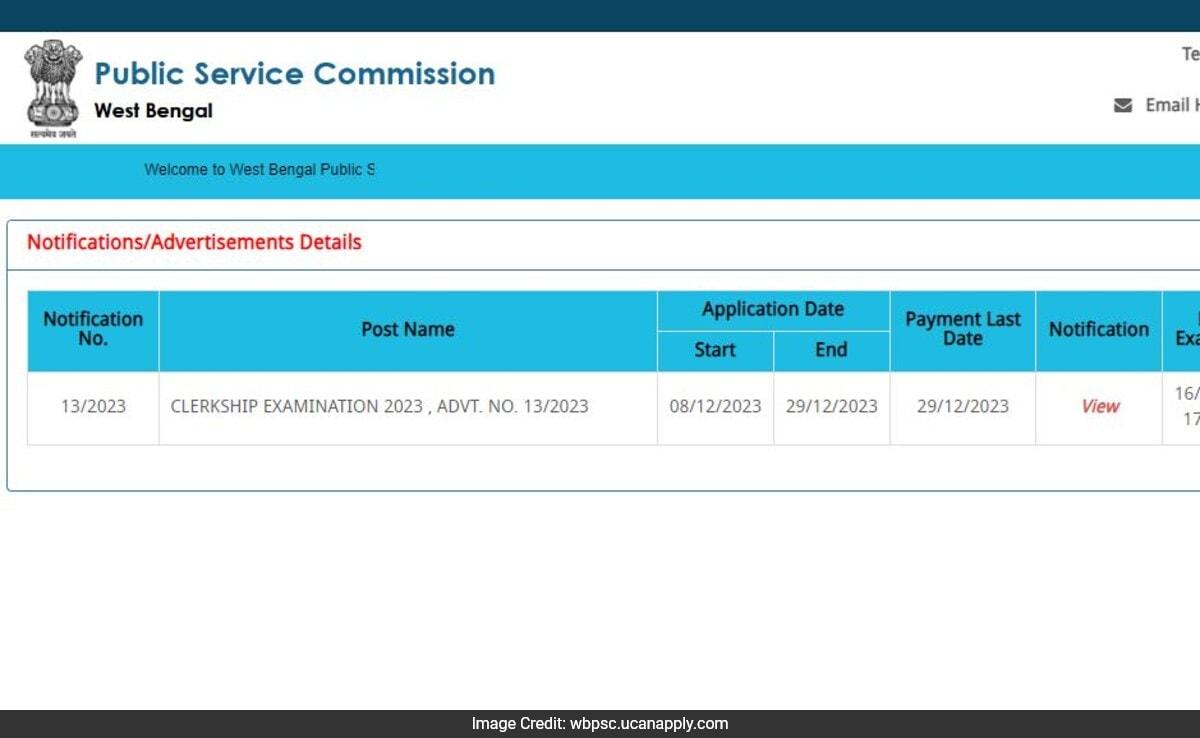 सत्यमेव जयते
Public Service Commission
West Bengal
Te
Email H
Welcome to West Bengal Public S
Notifications/Advertisements Details
Notification No.
Post Name
Application Date
Start
End
Payment Last Date
Notification
Exa
13/2023
CLERKSHIP EXAMINATION 2023 , ADVT. NO. 13/2023
08/12/2023
29/12/2023
29/12/2023
View
16/
17
Image Credit: wbpsc.ucanapply.com